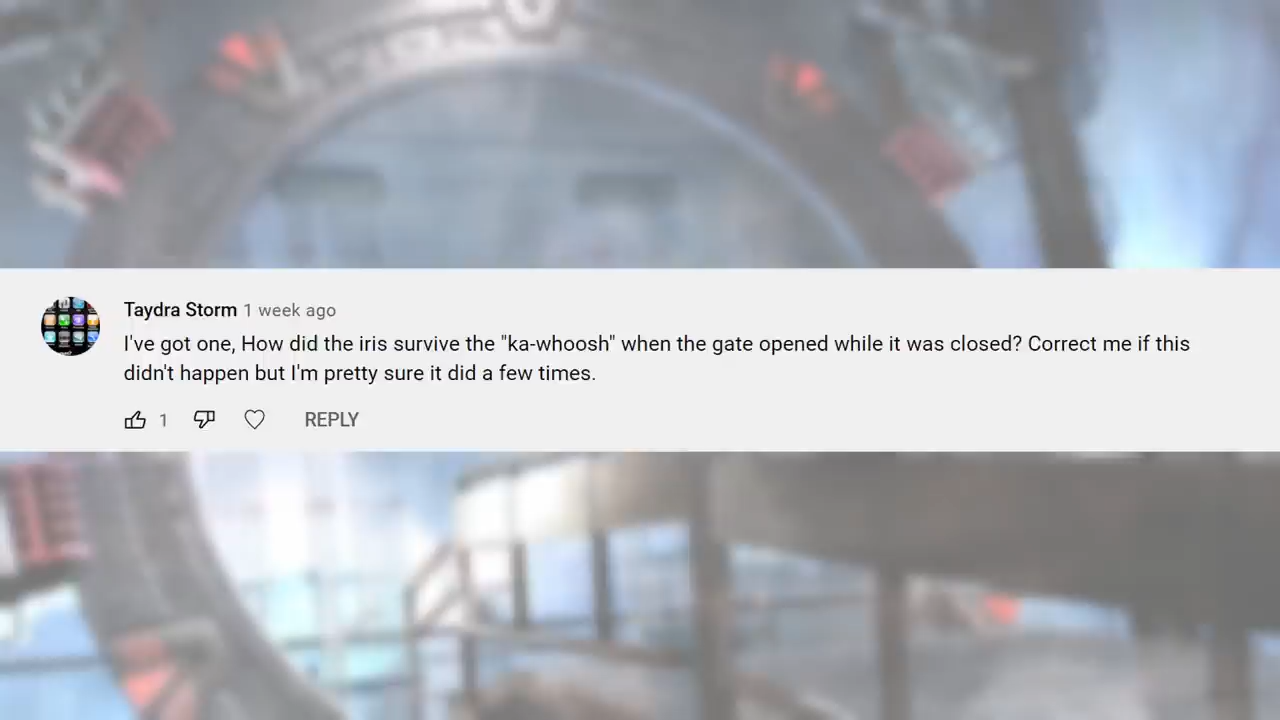 Taydra Storm 1 week ago
I've got one, How did the iris survive the "ka-whoosh" when the gate opened while it was closed? Correct me if this
didn't happen but I'm pretty sure it did a few times.
1 REPLY